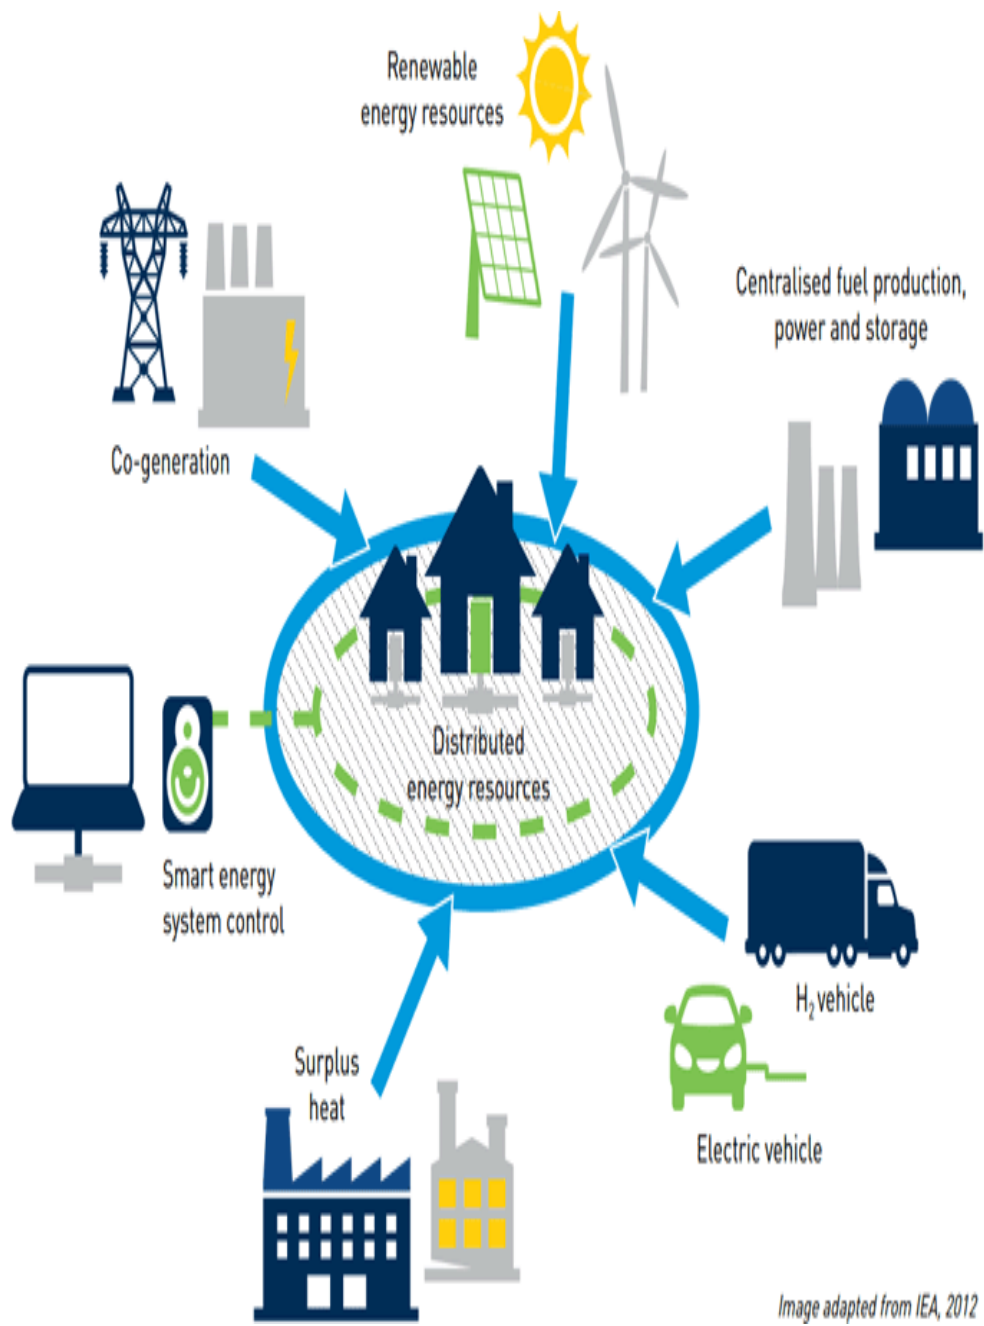 Renewable
energy resources
Centralised fuel production,
power and storage
Co-generation
Distributed
energy resources
Smart energy
system control
H₂ vehicle
Surplus
heat
Electric vehicle
Image adapted from IEA, 2012